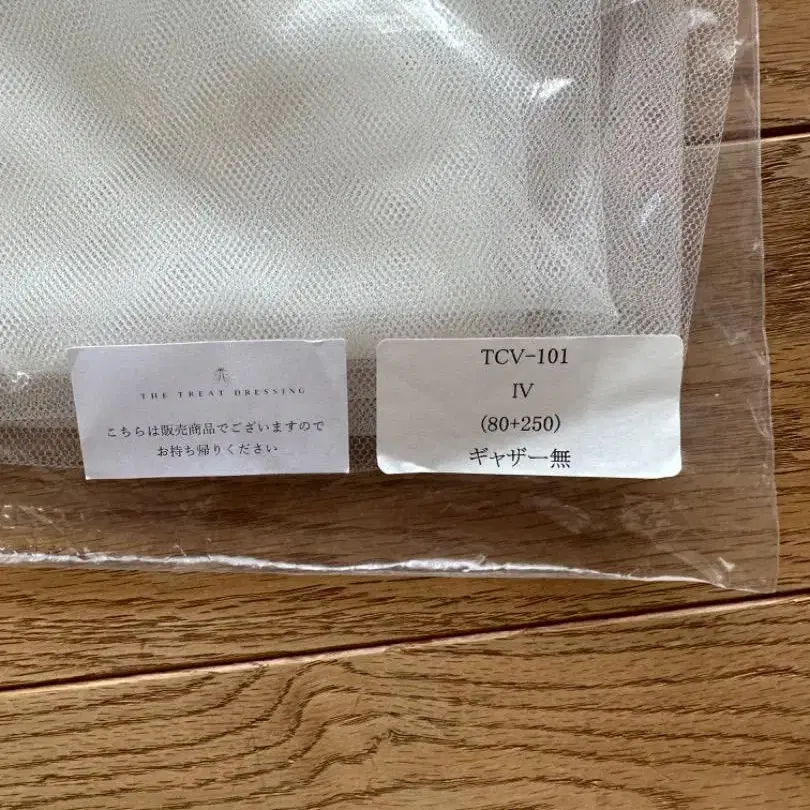 THE TREAT DRESSING
こちらは販売商品でございますので
お持ち帰りください
TCV-101
IV
(80+250)
ギャザー無